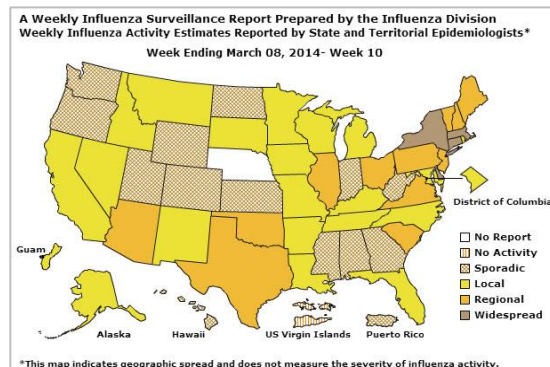 A Weekly Influenza Surveillance Report Prepared by the Influenza Division
Weekly Influenza Activity Estimates Reported by State and Territorial Epidemiologists*
Week Ending March 08, 2014- Week 10
District of Columbia
Guam
No Report
No Activity
Sporadic
Local
Regional
Widespread
Alaska
Hawaii
US Virgin Islands
Puerto Rico
*This map indicates geographic spread and does not measure the severity of influenza activity.